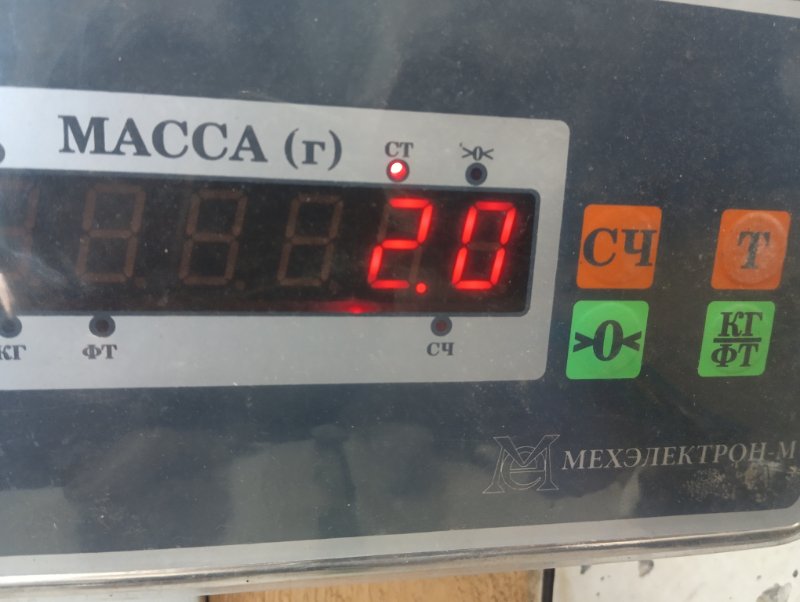 МАССА (г)
СТ >0<
2.0
КГ ФТ СЧ
СЧ Т
>0< КГ/ФТ
МЕХЭЛЕКТРОН-М